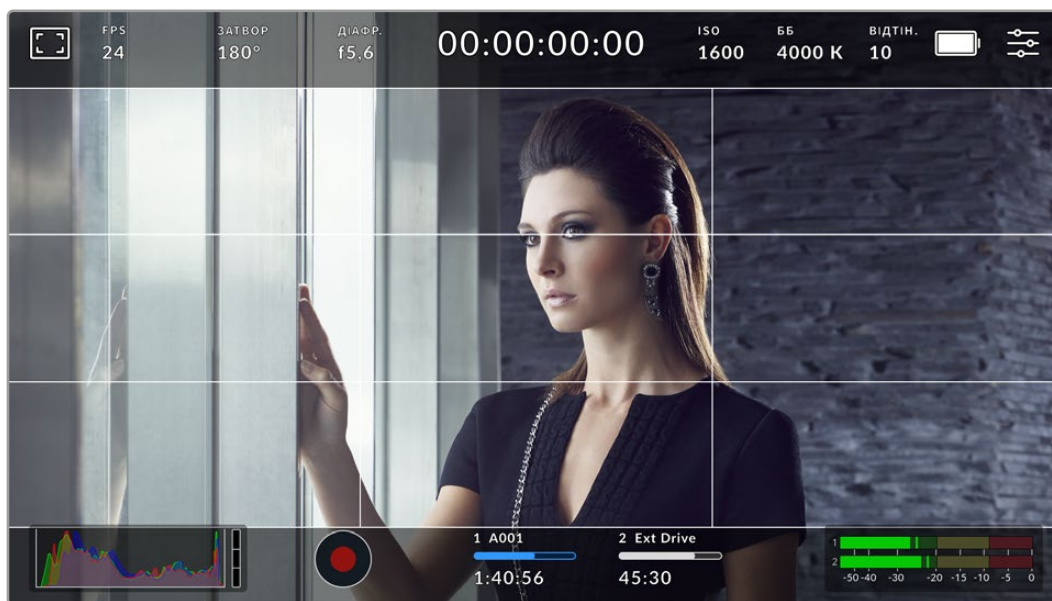 FPS
24
ЗАТВОР
180°
ДІАФР.
f5,6
00:00:00:00
ISO
1600
ББ
4000 K
ВІДТІН.
10
1 A001
1:40:56
2 Ext Drive
45:30
1
2
-50 -40 -30 -20 -15 -10 -5 0